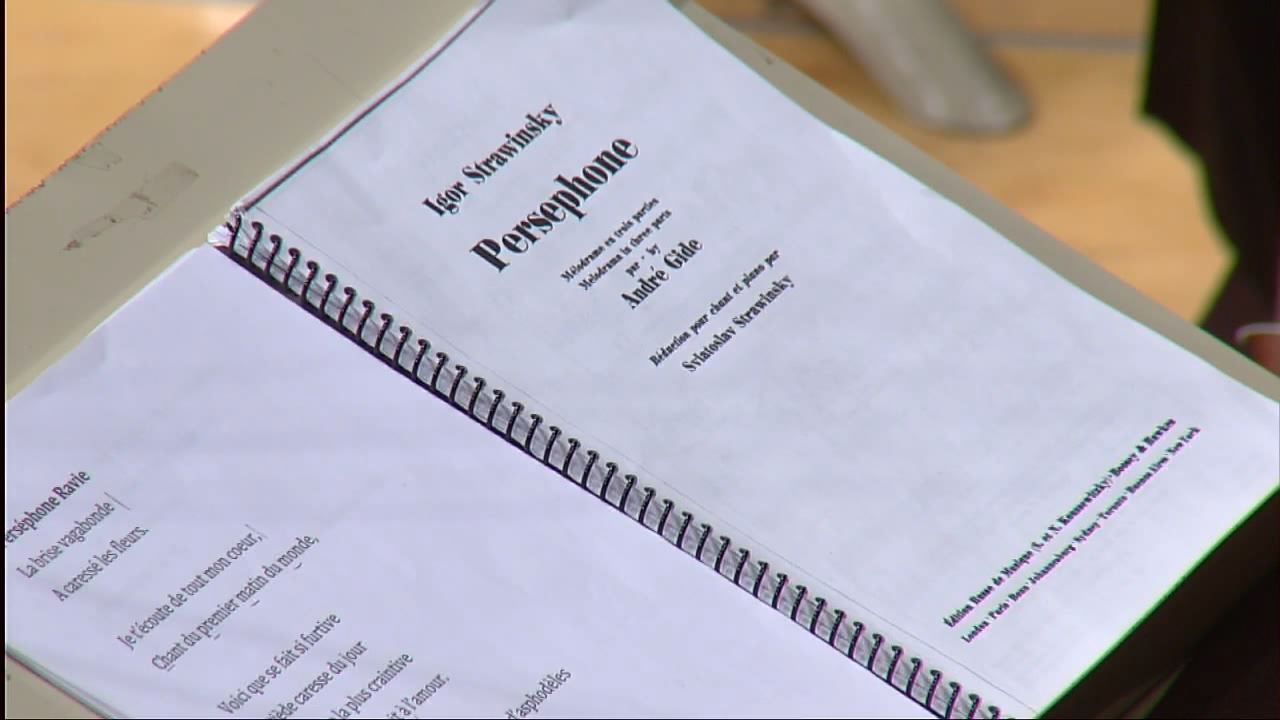 Igor Strawinsky
Persephone
Mélodrame en trois parties
Melodrama in three parts
par · by
André Gide
Réduction pour chant et piano par
Sviatoslav Strawinsky
Édition Russe de Musique (S. et N. Koussewitzky) · Boosey & Hawkes
London · Paris · Bonn · Johannesburg · Sydney · Toronto · Buenos Aires · New York
erséphone Ravie
La brise vagabonde
A caressé les fleurs.
Je t'écoute de tout mon coeur,
Chant du premier matin du monde,
Voici que se fait si furtive
ède caresse du jour
la plus craintive
it à l'amour.
d'asphodèles